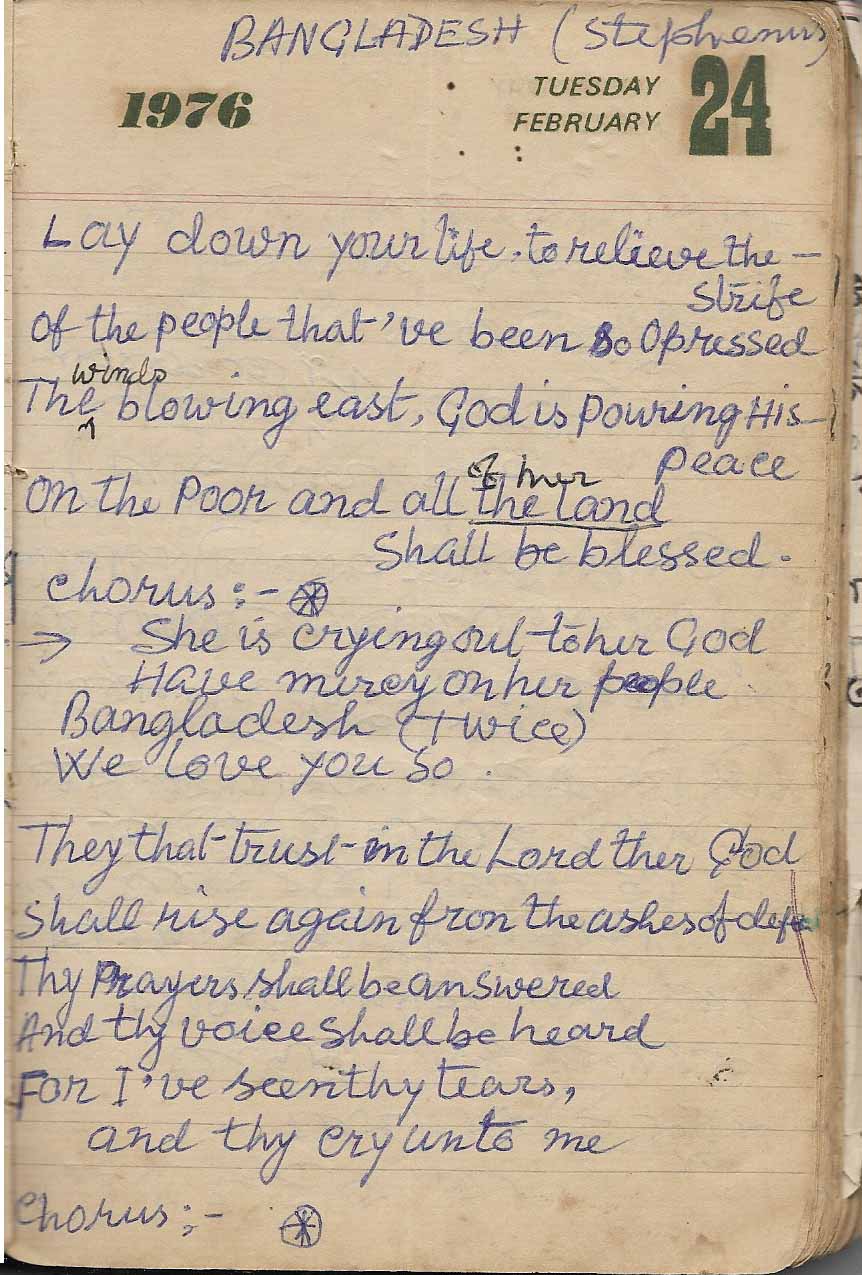 BANGLADESH (Stephenus)
1976
TUESDAY
FEBRUARY
24
Lay down your life, to relieve the –
Strife
Of the people that've been so Opressed
winds
The ^ blowing east, God is Pouring His –
Peace
of her
On the Poor and all the land
Shall be blessed.
Chorus :-
→ She is crying out to her God
Have mircy on her people
Bangladesh (Twice)
We love you so.
They that trust in the Lord ther God
Shall rise again fron the ashes of
Thy Prayers shall be answered
And thy voice shall be heard
For I've seen thy tears,
and thy cry unto me
Chorus :-